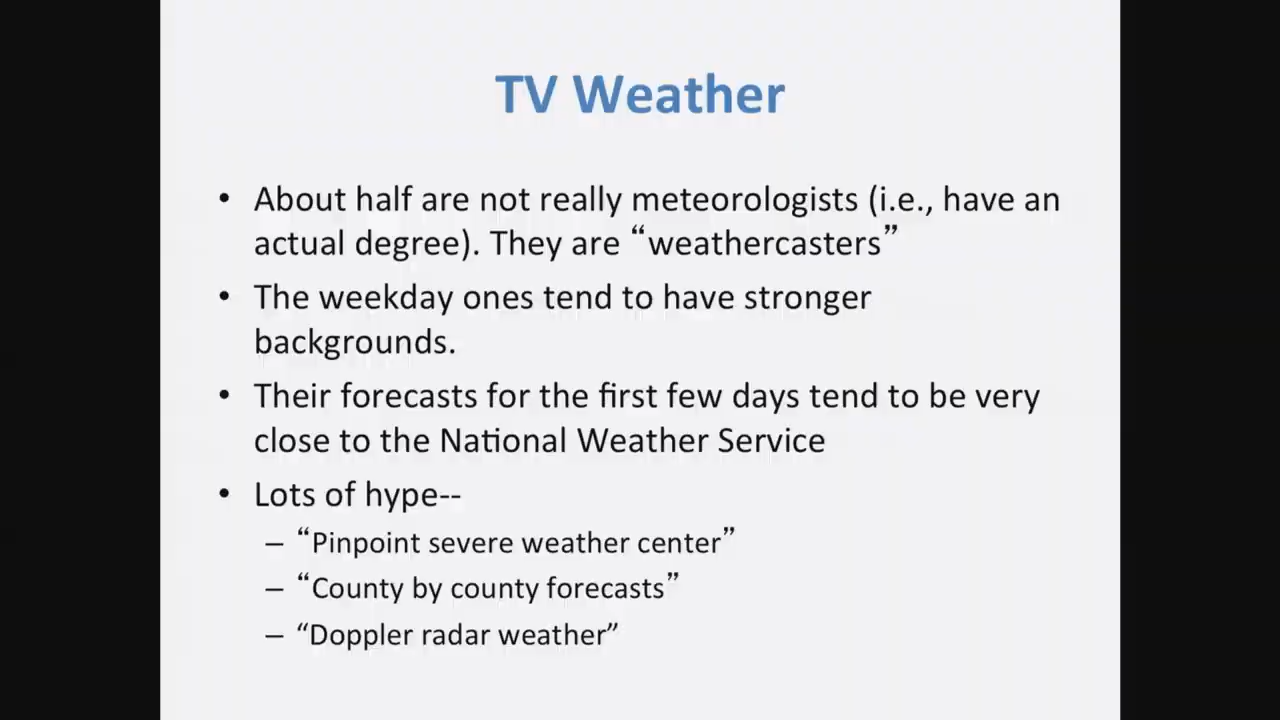 TV Weather
• About half are not really meteorologists (i.e., have an
actual degree). They are “weathercasters”
• The weekday ones tend to have stronger
backgrounds.
• Their forecasts for the first few days tend to be very
close to the National Weather Service
• Lots of hype--
– “Pinpoint severe weather center”
– “County by county forecasts”
– “Doppler radar weather”